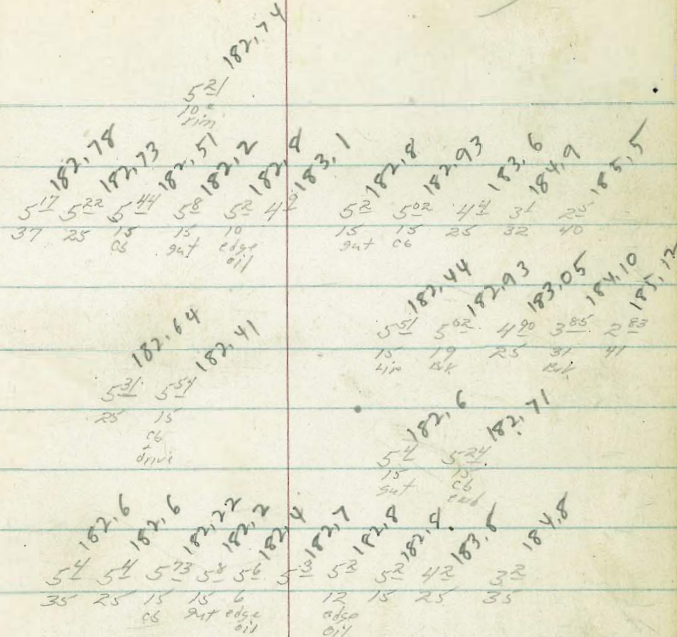 182,74
5 21
10
rim
182,78 182,73 182,51 182,2 182,8 183,1 182,8 182,93 183,6 184,9 185,5
5 17 5 22 5 44 5 8 5 2 4 9 5 2 5 02 4 4 3 1 2 5
37 25 15 15 10 15 15 25 32 40
cb gut edge gut cb
oil
182,44 182,93 183,05 184,10 185,12
5 51 5 02 4 90 3 85 2 83
15 19 25 31 41
Lip Bvk Bvk
182,64 182,41
5 31 5 54
25 15
cb
drive
182,6 182,71
5 4 5 24
15 15
gut cb
end
182,6 182,6 182,22 182,2 182,4 182,7 182,8 182,8 183,8 184,8
5 4 5 4 5 73 5 8 5 6 5 3 5 2 5 2 4 2 3 2
35 25 15 15 6 12 15 25 35
cb gut edge edge
oil oil